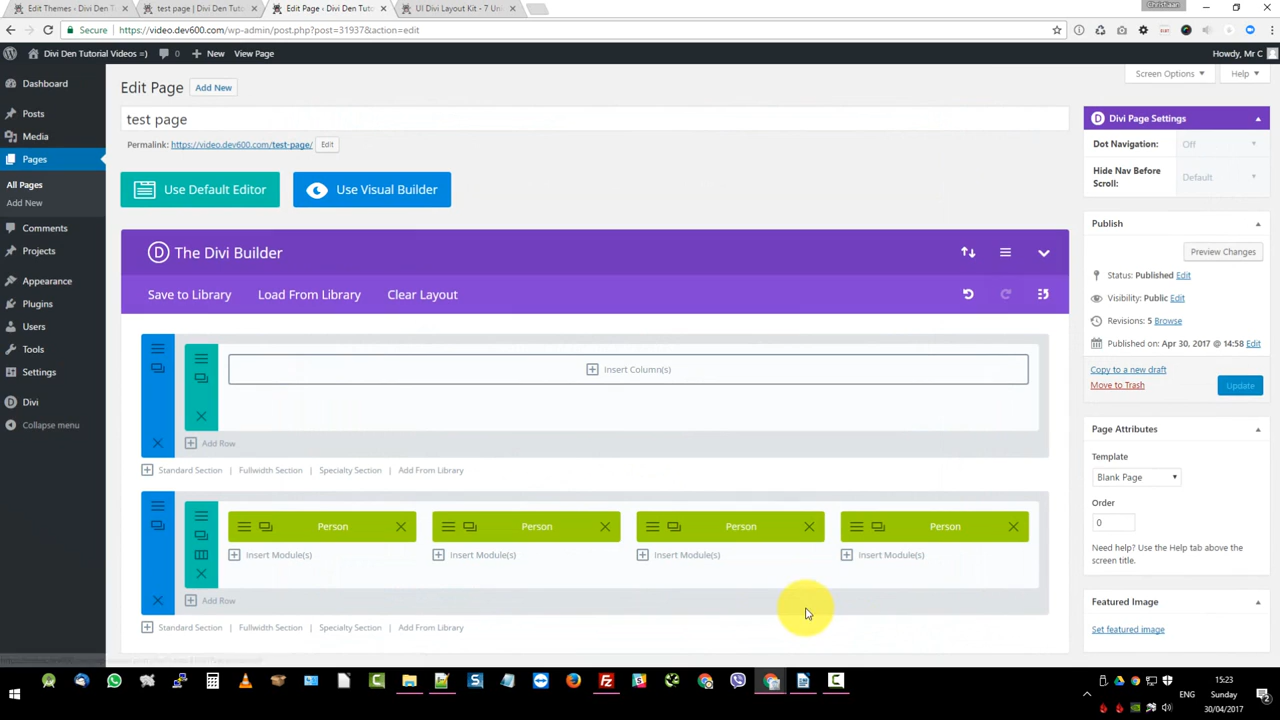 Edit Themes ‹ Divi Den T
test page | Divi Den Tuto
Edit Page ‹ Divi Den Tuto
UI Divi Layout Kit - 7 Un
Christiaan
Secure
https://video.dev600.com/wp-admin/post.php?post=31937&action=edit
Divi Den Tutorial Videos =)
0
New
View Page
Howdy, Mr C
Dashboard
Posts
Media
Pages
All Pages
Add New
Comments
Projects
Appearance
Plugins
Users
Tools
Settings
Divi
Collapse menu
Edit Page
Add New
Screen Options
Help
test page
Permalink: https://video.dev600.com/test-page/
Edit
Use Default Editor
Use Visual Builder
The Divi Builder
Save to Library
Load From Library
Clear Layout
Insert Column(s)
Add Row
Standard Section | Fullwidth Section | Specialty Section | Add From Library
Person
Person
Person
Person
Insert Module(s)
Insert Module(s)
Insert Module(s)
Insert Module(s)
Add Row
Standard Section | Fullwidth Section | Specialty Section | Add From Library
Divi Page Settings
Dot Navigation:
Off
Hide Nav Before
Scroll:
Default
Publish
Preview Changes
Status: Published Edit
Visibility: Public Edit
Revisions: 5 Browse
Published on: Apr 30, 2017 @ 14:58 Edit
Copy to a new draft
Move to Trash
Update
Page Attributes
Template
Blank Page
Order
0
Need help? Use the Help tab above the
screen title.
Featured Image
Set featured image
ENG
15:23
Sunday
30/04/2017